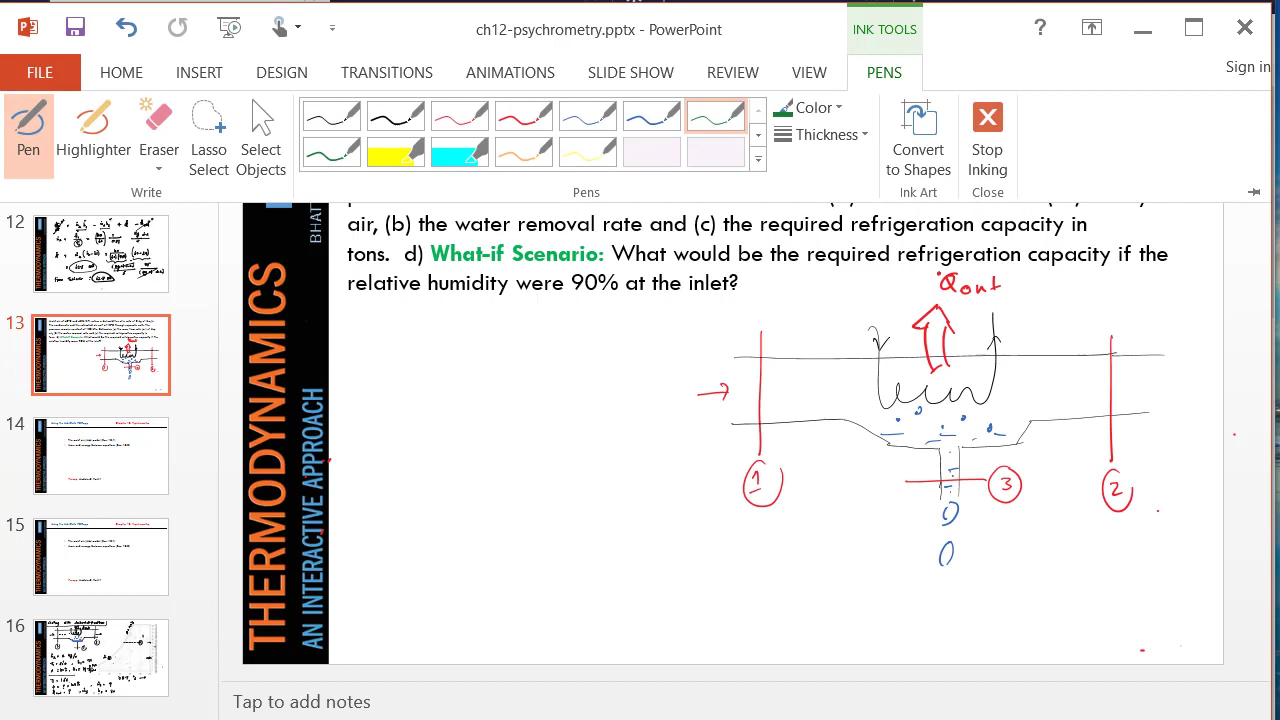 ch12-psychrometry.pptx - PowerPoint
INK TOOLS
?
FILE
HOME
INSERT
DESIGN
TRANSITIONS
ANIMATIONS
SLIDE SHOW
REVIEW
VIEW
PENS
Sign in
Pen
Highlighter
Eraser
Lasso
Select
Select
Objects
Color
Thickness
Convert
to Shapes
Stop
Inking
Write
Pens
Ink Art
Close
12
13
14
15
16
THERMODYNAMICS
AN INTERACTIVE APPROACH
BHAT
air, (b) the water removal rate and (c) the required refrigeration capacity in
tons. d) What-if Scenario: What would be the required refrigeration capacity if the
relative humidity were 90% at the inlet?
Qout
1
3
2
Tap to add notes